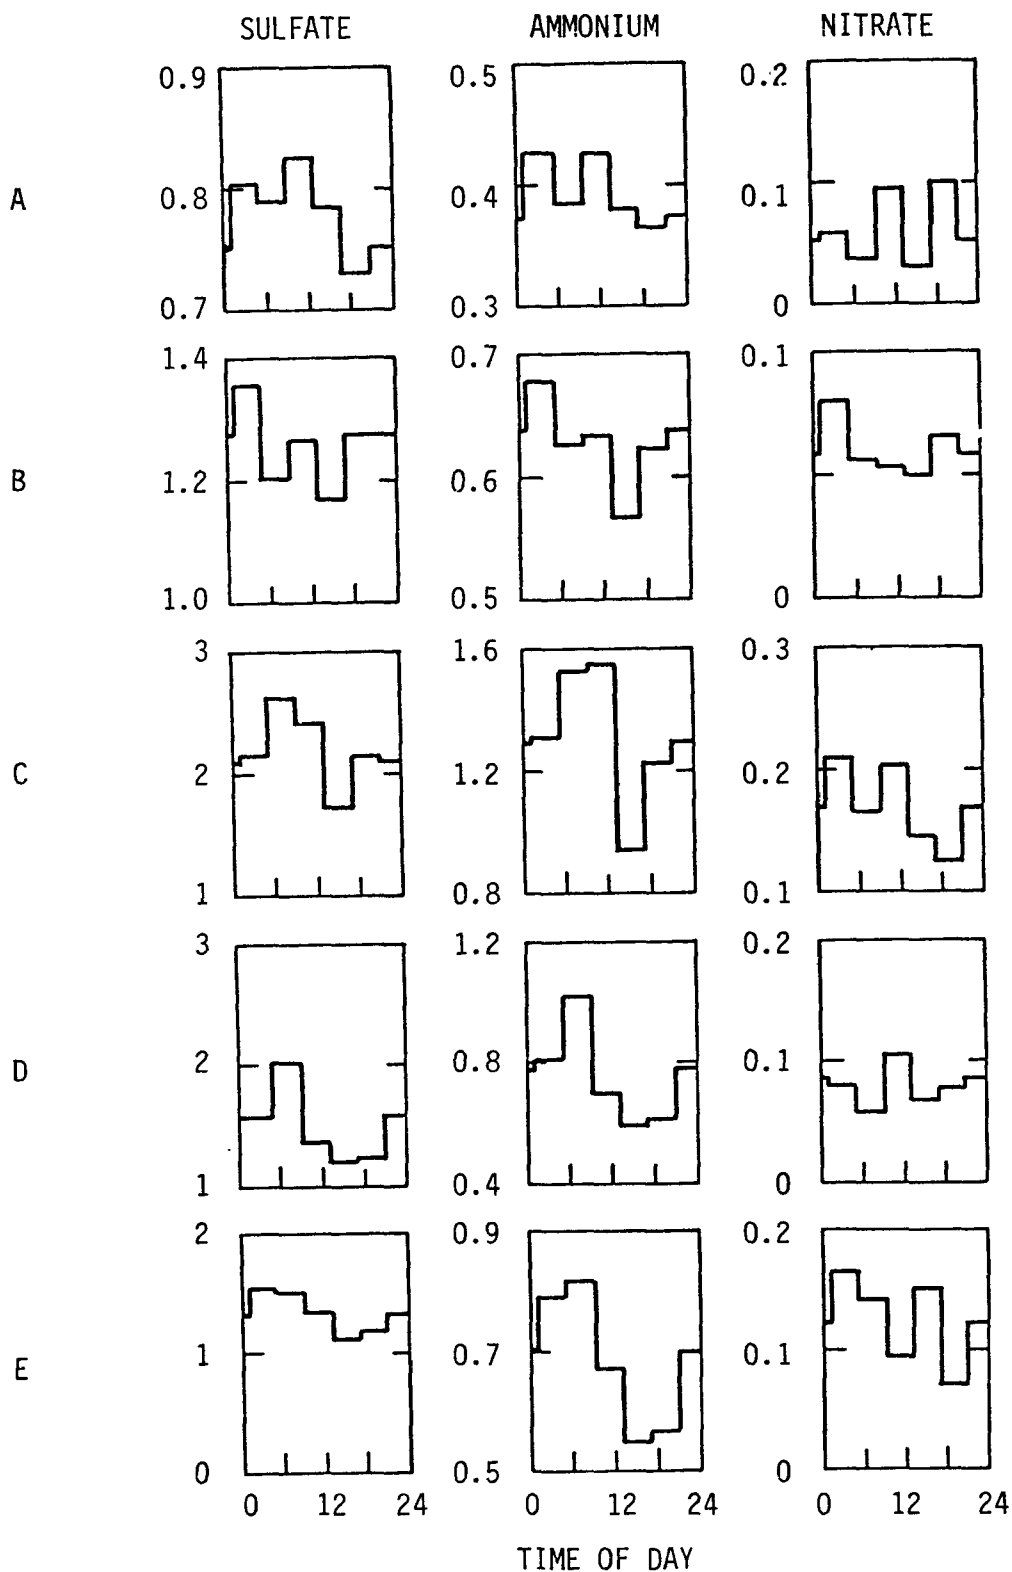 SULFATE AMMONIUM NITRATE
0.9 0.5 0.2
A 0.8 0.4 0.1
0.7 0.3 0
1.4 0.7 0.1
B 1.2 0.6
1.0 0.5 0
3 1.6 0.3
C 2 1.2 0.2
1 0.8 0.1
3 1.2 0.2
D 2 0.8 0.1
1 0.4 0
2 0.9 0.2
E 1 0.7 0.1
0 0.5 0
0 12 24 0 12 24 0 12 24
TIME OF DAY